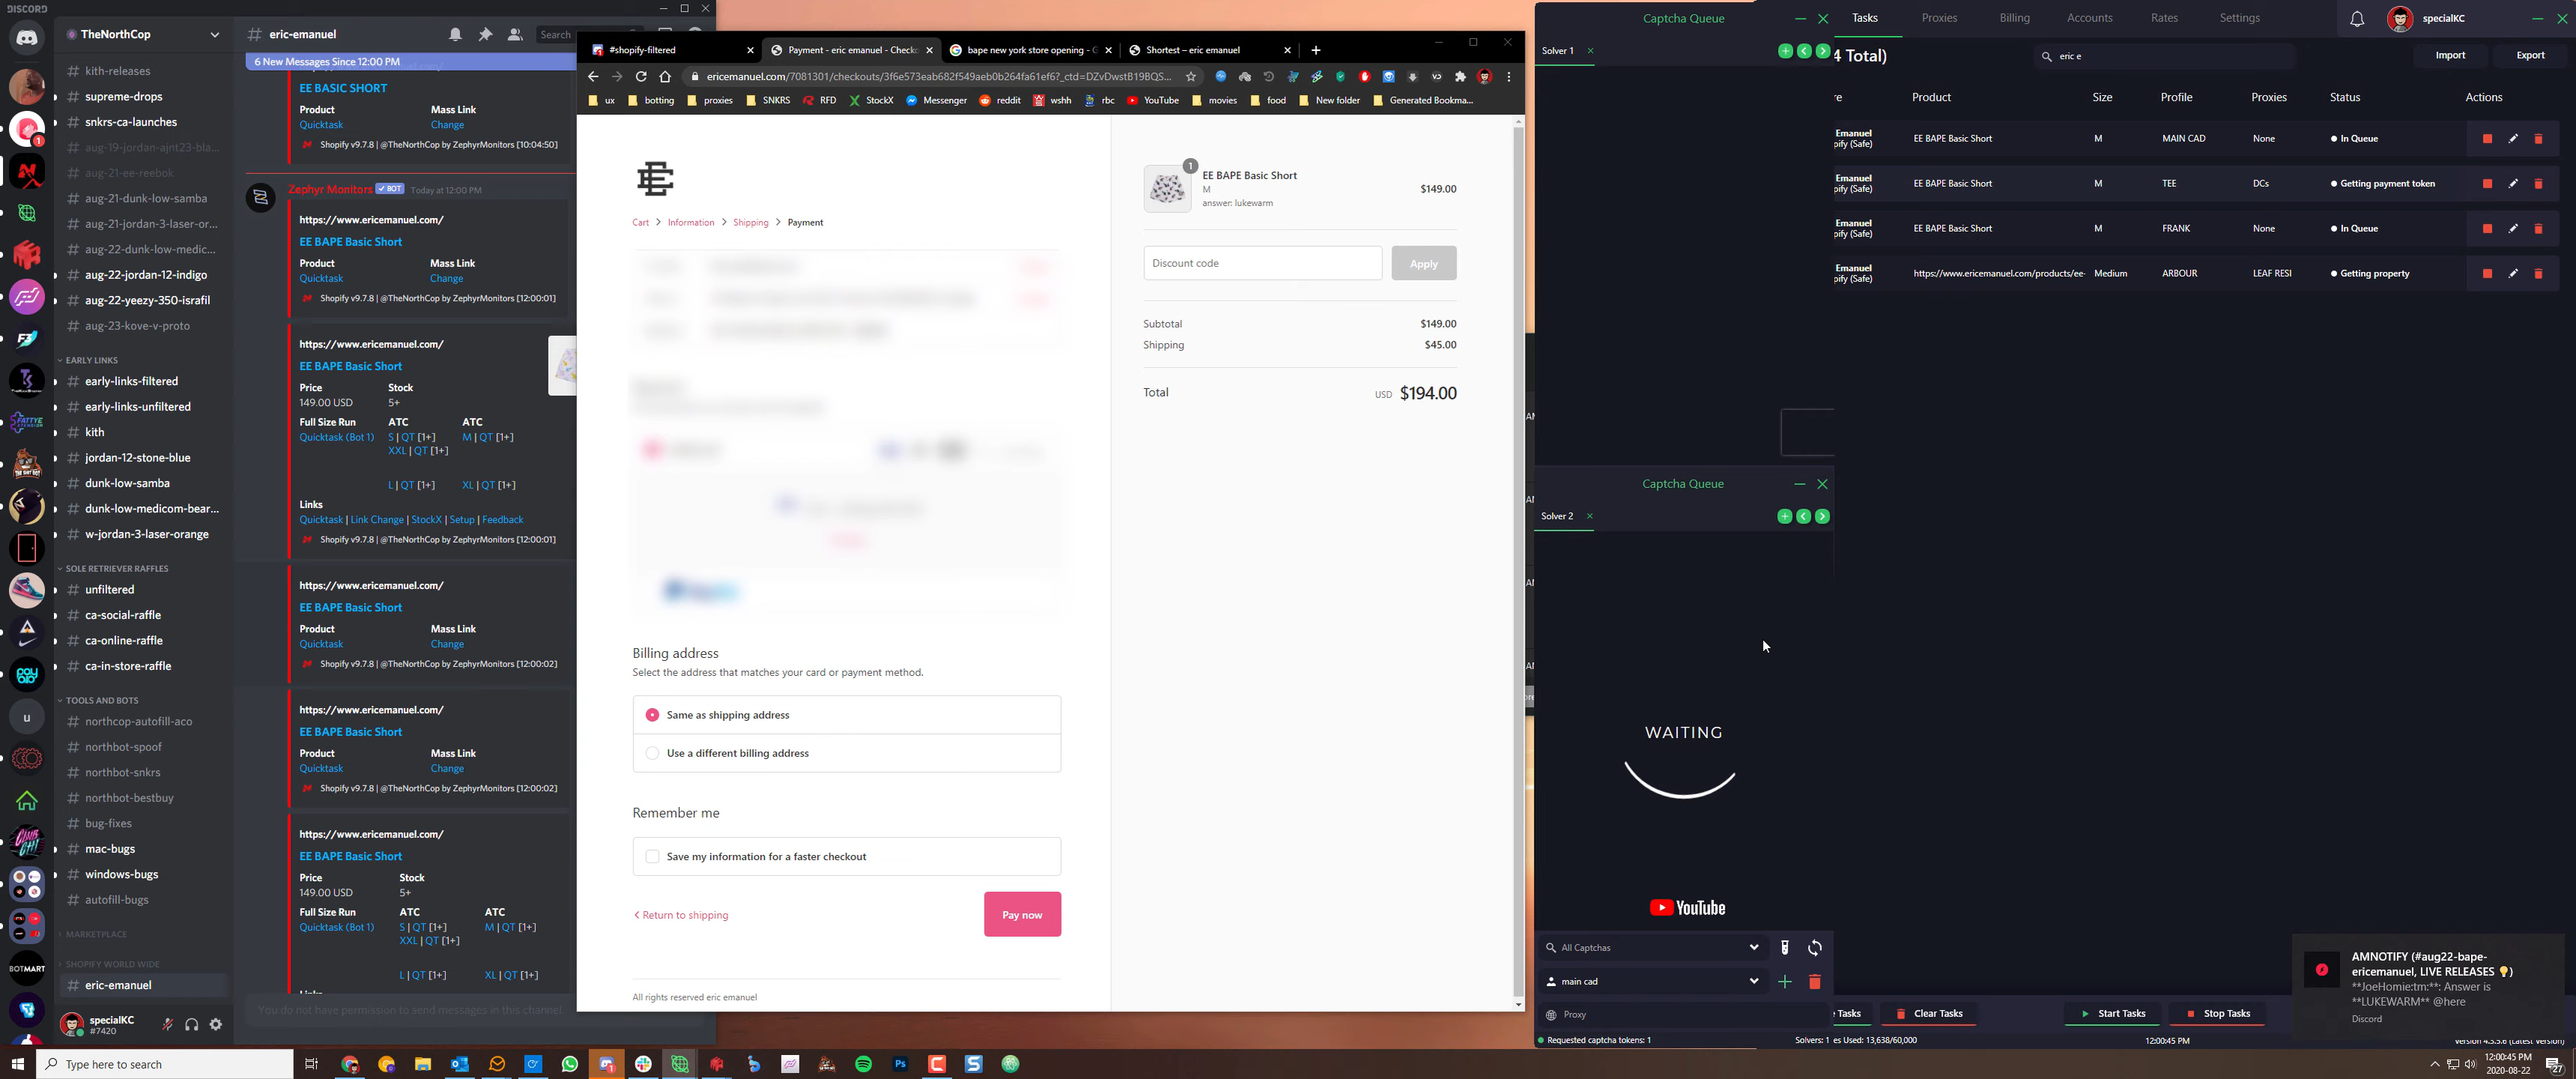 DISCORD
TheNorthCop
# kith-releases
# supreme-drops
# snkrs-ca-launches
# aug-19-jordan-ajnt23-bla...
# aug-21-ee-reebok
# aug-21-dunk-low-samba
# aug-21-jordan-3-laser-or...
# aug-22-dunk-low-medic...
# aug-22-jordan-12-indigo
# aug-22-yeezy-350-israfil
# aug-23-kove-v-proto
EARLY LINKS
# early-links-filtered
# early-links-unfiltered
# kith
# jordan-12-stone-blue
# dunk-low-samba
# dunk-low-medicom-bear...
# w-jordan-3-laser-orange
SOLE RETRIEVER RAFFLES
# unfiltered
# ca-social-raffle
# ca-online-raffle
# ca-in-store-raffle
TOOLS AND BOTS
# northcop-autofill-aco
# northbot-spoof
# northbot-snkrs
# northbot-bestbuy
# bug-fixes
# mac-bugs
# windows-bugs
# autofill-bugs
MARKETPLACE
SHOPIFY WORLD WIDE
# eric-emanuel
specialKC
#7420
# eric-emanuel
Search
6 New Messages Since 12:00 PM
EE BASIC SHORT
Product Mass Link
Quicktask Change
Shopify v9.7.8 | @TheNorthCop by ZephyrMonitors [10:04:50]
Zephyr Monitors BOT Today at 12:00 PM
https://www.ericemanuel.com/
EE BAPE Basic Short
Product Mass Link
Quicktask Change
Shopify v9.7.8 | @TheNorthCop by ZephyrMonitors [12:00:01]
https://www.ericemanuel.com/
EE BAPE Basic Short
Price Stock
149.00 USD 5+
Full Size Run ATC ATC
Quicktask (Bot 1) S | QT [1+] M | QT [1+]
XXL | QT [1+]
L | QT [1+] XL | QT [1+]
Links
Quicktask | Link Change | StockX | Setup | Feedback
Shopify v9.7.8 | @TheNorthCop by ZephyrMonitors [12:00:01]
https://www.ericemanuel.com/
EE BAPE Basic Short
Product Mass Link
Quicktask Change
Shopify v9.7.8 | @TheNorthCop by ZephyrMonitors [12:00:02]
https://www.ericemanuel.com/
EE BAPE Basic Short
Product Mass Link
Quicktask Change
Shopify v9.7.8 | @TheNorthCop by ZephyrMonitors [12:00:02]
https://www.ericemanuel.com/
EE BAPE Basic Short
Price Stock
149.00 USD 5+
Full Size Run ATC ATC
Quicktask (Bot 1) S | QT [1+] M | QT [1+]
XXL | QT [1+]
L | QT [1+] XL | QT [1+]
You do not have permission to send messages in this channel.
#shopify-filtered
Payment - eric emanuel - Checko
bape new york store opening - G
Shortest – eric emanuel
ericemanuel.com/7081301/checkouts/3f6e573eab682f549aeb0b264fa61ef6?_ctd=DZvDwstB19BQS...
ux botting proxies SNKRS RFD StockX Messenger reddit wshh rbc YouTube movies food New folder Generated Bookma...
Cart > Information > Shipping > Payment
Billing address
Select the address that matches your card or payment method.
Same as shipping address
Use a different billing address
Remember me
Save my information for a faster checkout
< Return to shipping
Pay now
All rights reserved eric emanuel
1
EE BAPE Basic Short
M
answer: lukewarm
$149.00
Discount code
Apply
Subtotal $149.00
Shipping $45.00
Total USD $194.00
Captcha Queue
Solver 1
Captcha Queue
Solver 2
WAITING
YouTube
All Captchas
main cad
Proxy
Requested captcha tokens: 1
Tasks Proxies Billing Accounts Rates Settings
specialKC
4 Total)
eric e
Import Export
re Product Size Profile Proxies Status Actions
Emanuel
pify (Safe)
EE BAPE Basic Short M MAIN CAD None In Queue
Emanuel
pify (Safe)
EE BAPE Basic Short M TEE DCs Getting payment token
Emanuel
pify (Safe)
EE BAPE Basic Short M FRANK None In Queue
Emanuel
pify (Safe)
https://www.ericemanuel.com/products/ee- Medium ARBOUR LEAF RESI Getting property
AMNOTIFY (#aug22-bape-
ericemanuel, LIVE RELEASES)
**JoeHomie:tm:**: Answer is
**LUKEWARM** @here
Discord
e Tasks Clear Tasks Start Tasks Stop Tasks
Solvers: 1 es Used: 13,638/60,000
12:00:45 PM
Type here to search
BOTMART
12:00:45 PM
2020-08-22
27